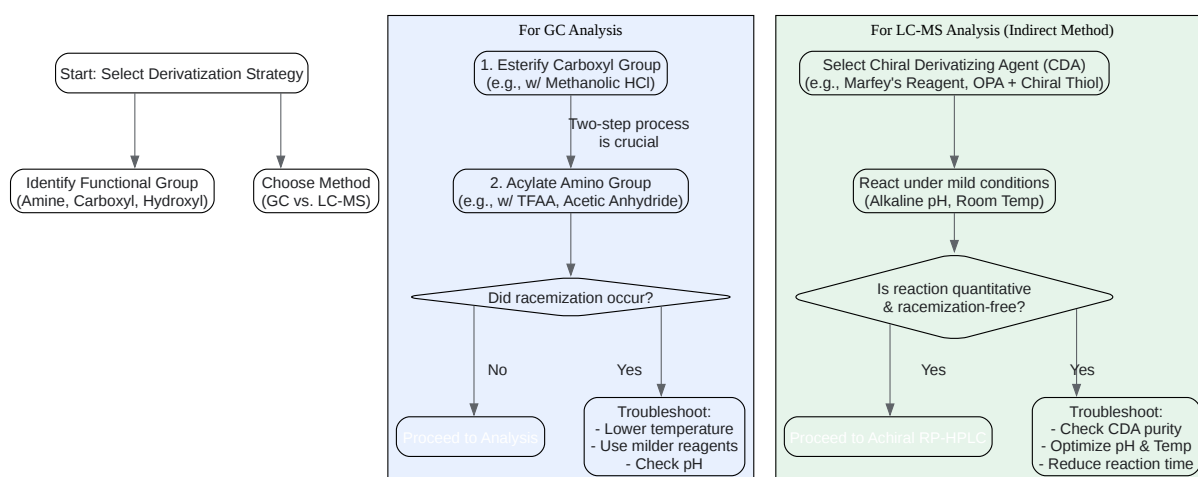 Start: Select Derivatization Strategy
Identify Functional Group
(Amine, Carboxyl, Hydroxyl)
Choose Method
(GC vs. LC-MS)
For GC Analysis
1. Esterify Carboxyl Group
(e.g., w/ Methanolic HCl)
Two-step process
is crucial
2. Acylate Amino Group
(e.g., w/ TFAA, Acetic Anhydride)
Did racemization occur?
No
Yes
Proceed to Analysis
Troubleshoot:
- Lower temperature
- Use milder reagents
- Check pH
For LC-MS Analysis (Indirect Method)
Select Chiral Derivatizing Agent (CDA)
(e.g., Marfey's Reagent, OPA + Chiral Thiol)
React under mild conditions
(Alkaline pH, Room Temp)
Is reaction quantitative
& racemization-free?
Yes
Yes
Proceed to Achiral RP-HPLC
Troubleshoot:
- Check CDA purity
- Optimize pH & Temp
- Reduce reaction time